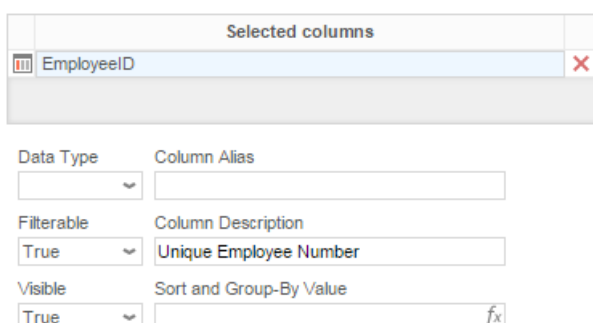 Selected columns
EmployeeID
Data Type Column Alias
Filterable Column Description
True Unique Employee Number
Visible Sort and Group-By Value
True fx